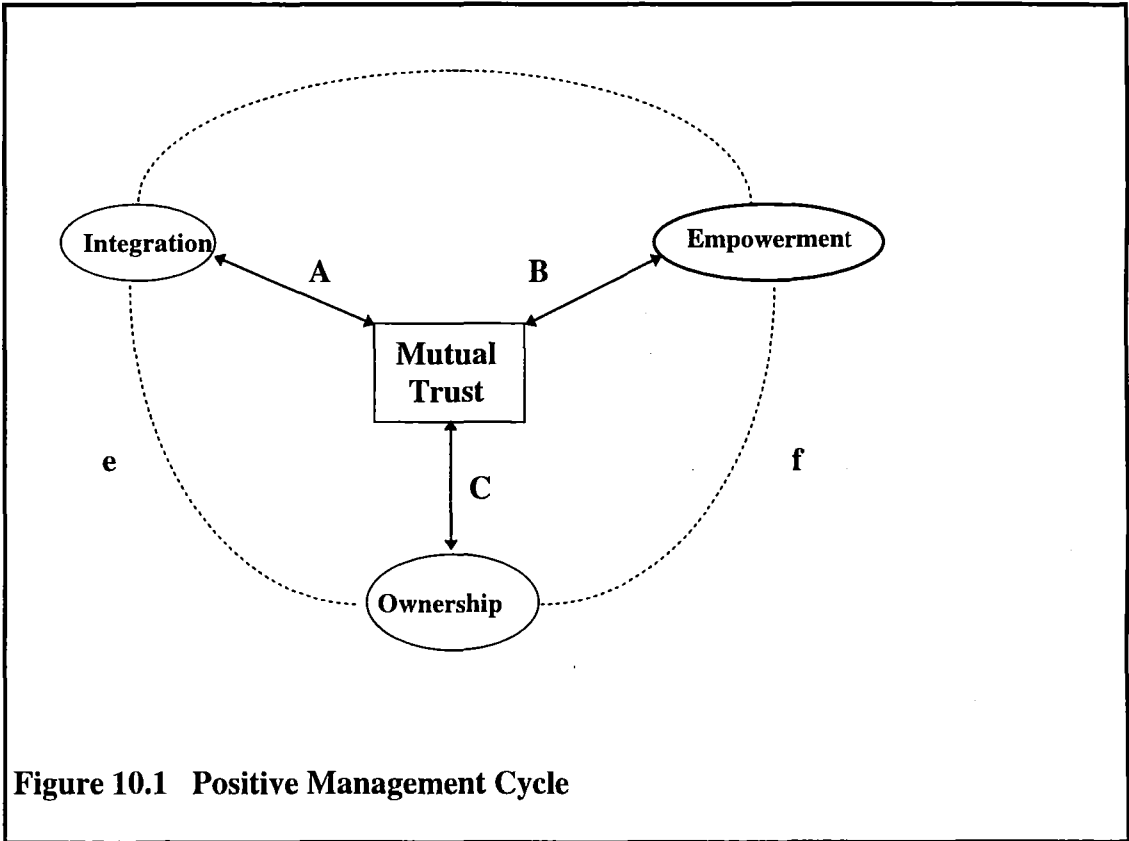 Integration
Empowerment
A
B
Mutual
Trust
e
f
C
Ownership
Figure 10.1 Positive Management Cycle